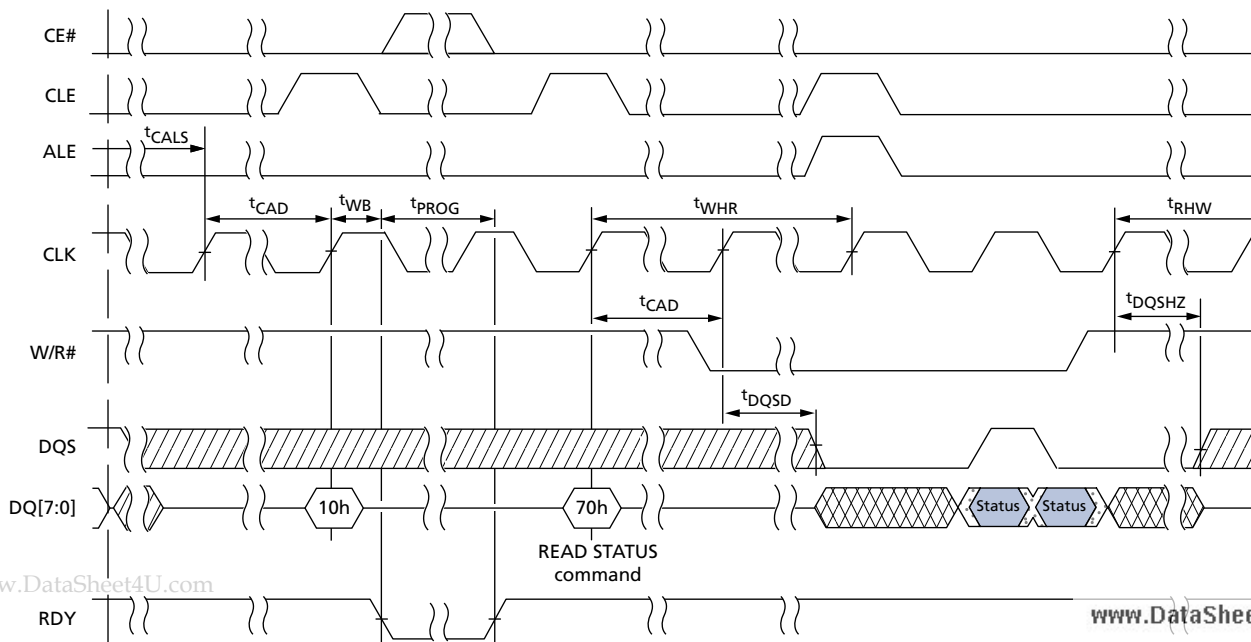 CE#
CLE
tCALS
ALE
tCAD
tWB
tPROG
tWHR
tRHW
CLK
tCAD
tDQSHZ
W/R#
tDQSD
DQS
DQ[7:0]
10h
70h
Status
Status
READ STATUS
command
w.DataSheet4U.com
RDY
www.DataShee